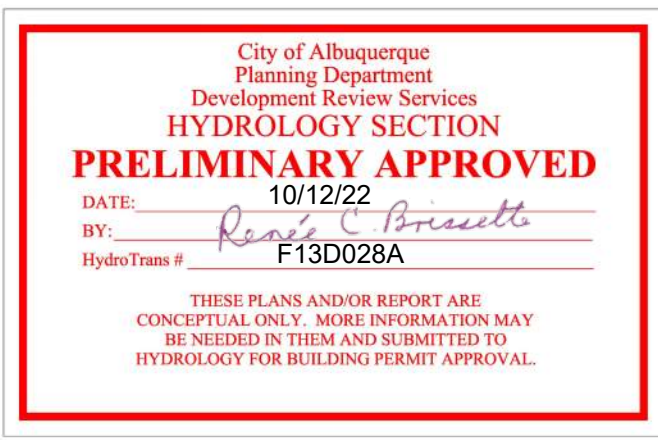 City of Albuquerque
Planning Department
Development Review Services
HYDROLOGY SECTION
PRELIMINARY APPROVED
DATE: 10/12/22
BY: Renée C. Brissette
HydroTrans # F13D028A
THESE PLANS AND/OR REPORT ARE
CONCEPTUAL ONLY. MORE INFORMATION MAY
BE NEEDED IN THEM AND SUBMITTED TO
HYDROLOGY FOR BUILDING PERMIT APPROVAL.